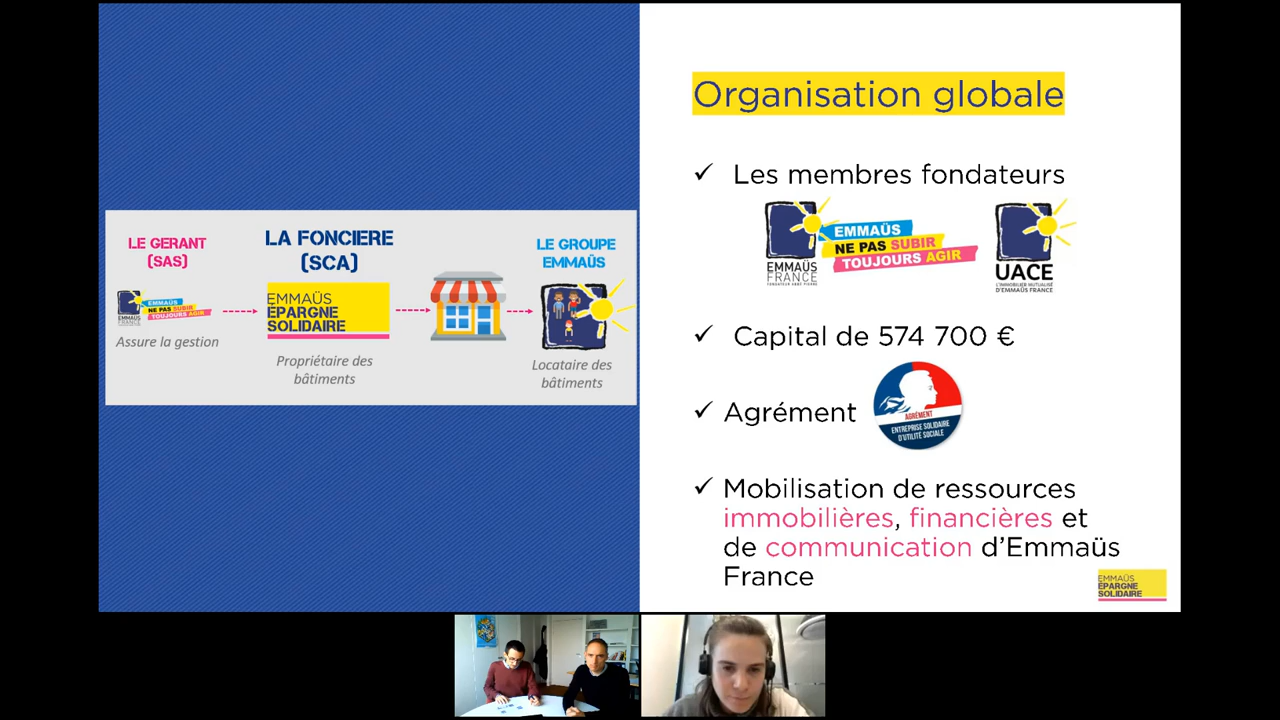 LE GERANT
(SAS)
EMMAÜS
FRANCE
EMMAÜS
NE PAS SUBIR
TOUJOURS AGIR
Assure la gestion
LA FONCIERE
(SCA)
EMMAÜS
ÉPARGNE
SOLIDAIRE
Propriétaire des
bâtiments
LE GROUPE
EMMAÜS
Locataire des
bâtiments
Organisation globale
✓ Les membres fondateurs
EMMAÜS
FRANCE
FONDATEUR ABBÉ PIERRE
EMMAÜS
NE PAS SUBIR
TOUJOURS AGIR
UACE
L'IMMOBILIER MUTUALISÉ
D'EMMAÜS FRANCE
✓ Capital de 574 700 €
✓ Agrément
AGRÉMENT
ENTREPRISE SOLIDAIRE
D'UTILITÉ SOCIALE
✓ Mobilisation de ressources
immobilières, financières et
de communication d'Emmaüs
France
EMMAÜS
ÉPARGNE
SOLIDAIRE